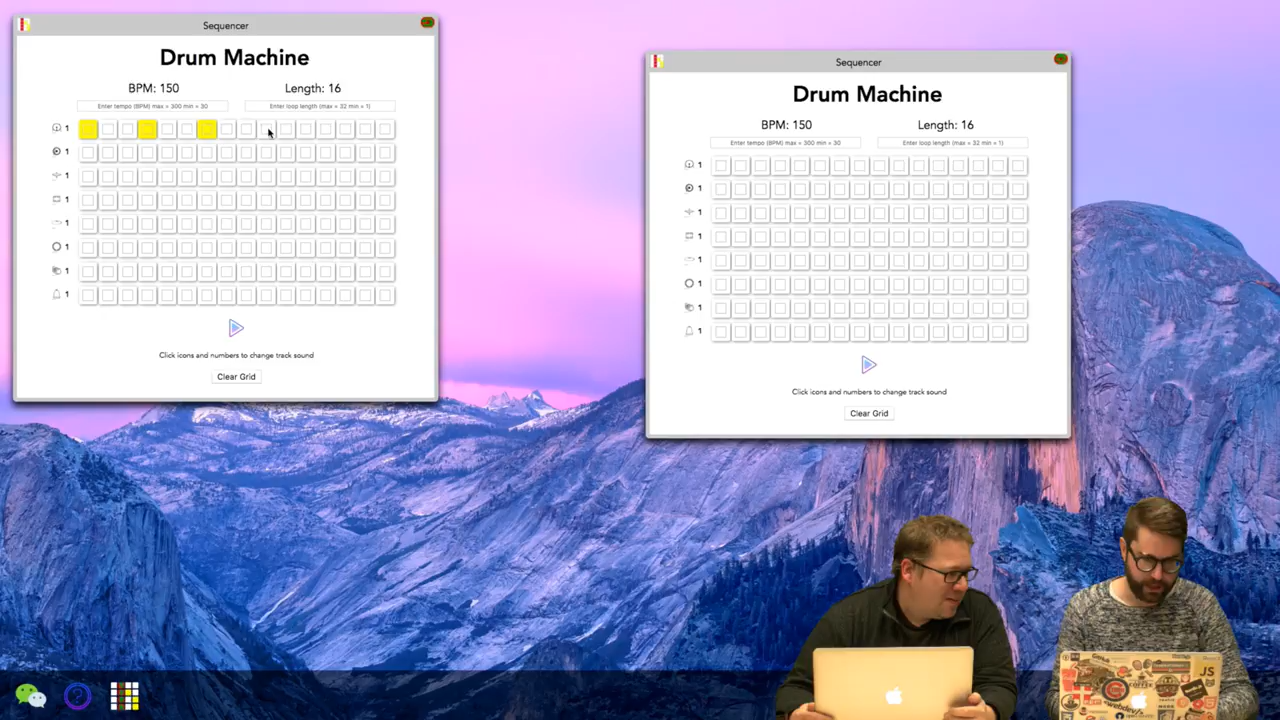 Sequencer
Drum Machine
BPM: 150
Length: 16
Enter tempo (BPM) max = 300 min = 30
Enter loop length (max = 32 min = 1)
1
1
1
1
1
1
1
1
Click icons and numbers to change track sound
Clear Grid
Sequencer
Drum Machine
BPM: 150
Length: 16
Enter tempo (BPM) max = 300 min = 30
Enter loop length (max = 32 min = 1)
1
1
1
1
1
1
1
1
Click icons and numbers to change track sound
Clear Grid
?
JS